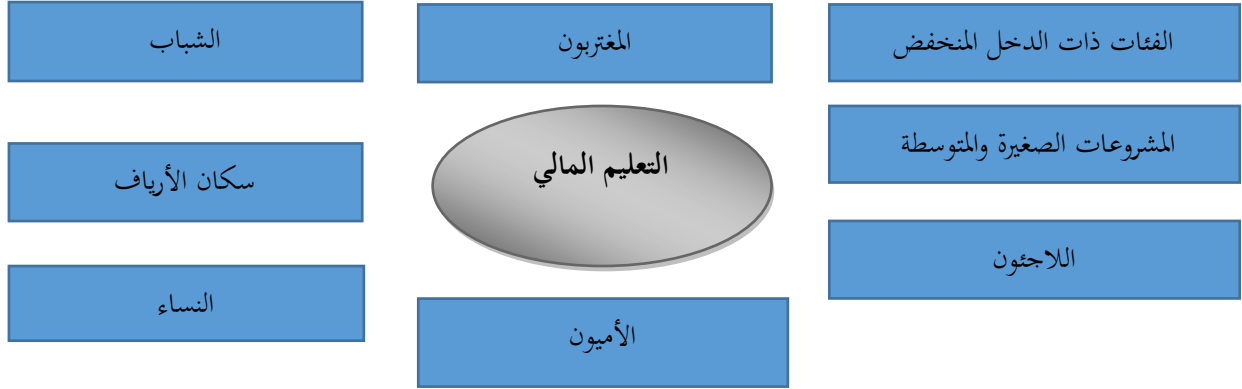 الفئات ذات الدخل المنخفض
المغتربون
الشباب
المشروعات الصغيرة والمتوسطة
التعليم المالي
سكان الأرياف
اللاجئون
النساء
الأميون